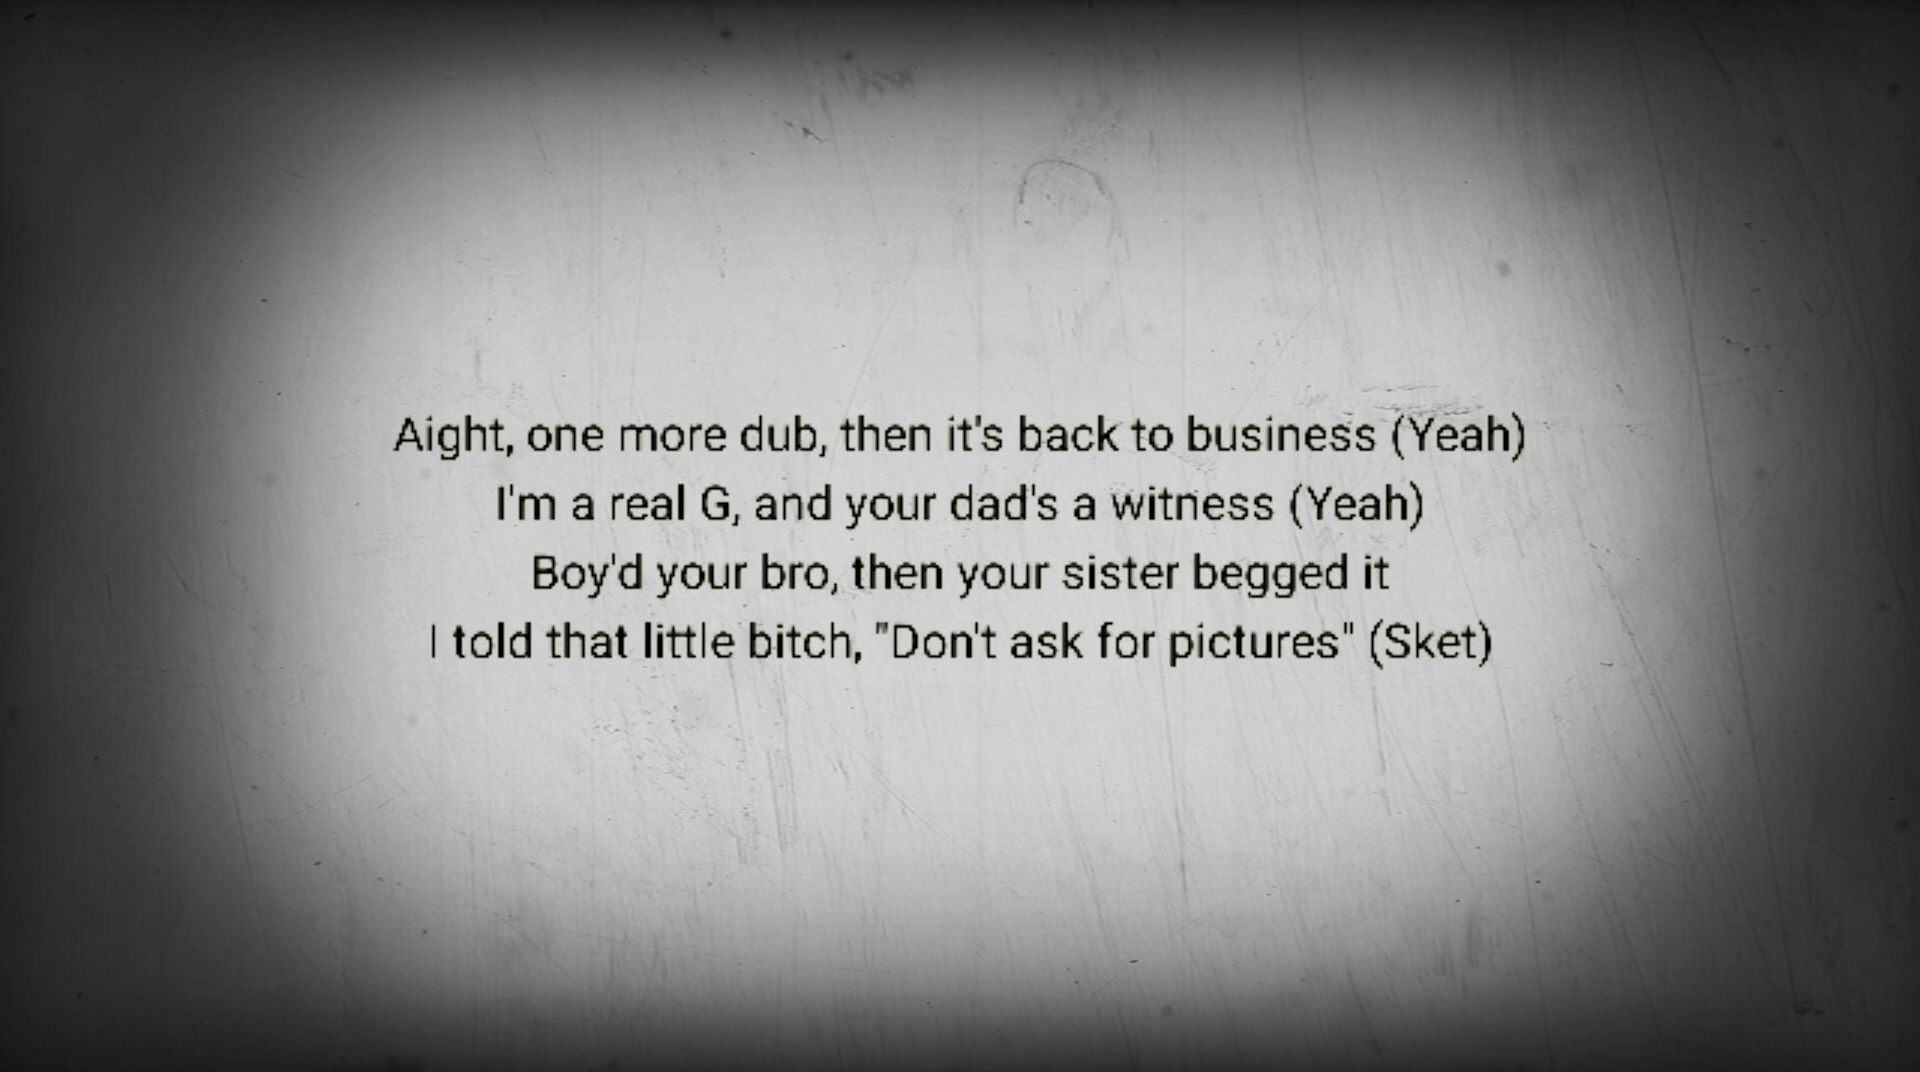 Aight, one more dub, then it's back to business (Yeah)
I'm a real G, and your dad's a witness (Yeah)
Boy'd your bro, then your sister begged it
I told that little bitch, "Don't ask for pictures" (Sket)